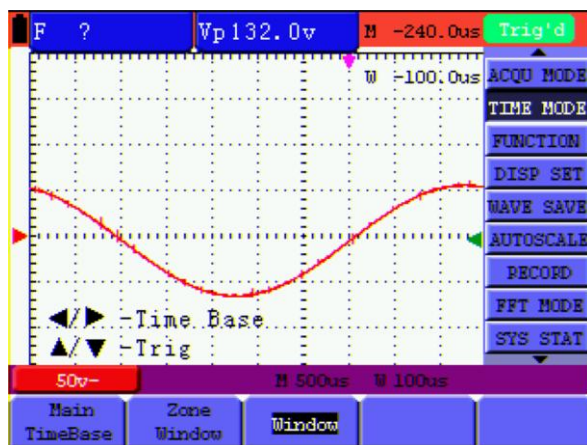 F ? Vp132.0v M -240.0us Trig'd
W -100.0us
ACQU MODE
TIME MODE
FUNCTION
DISP SET
WAVE SAVE
AUTOSCALE
RECORD
FFT MODE
SYS STAT
◀/▶ -Time Base
▲/▼ -Trig
50v~ M 500us W 100us
Main TimeBase
Zone Window
Window